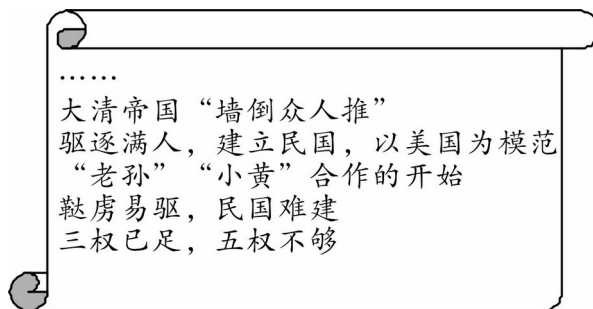 ……
大清帝国“墙倒众人推”
驱逐满人，建立民国，以美国为模范
“老孙”“小黄”合作的开始
鞑虏易驱，民国难建
三权已足，五权不够